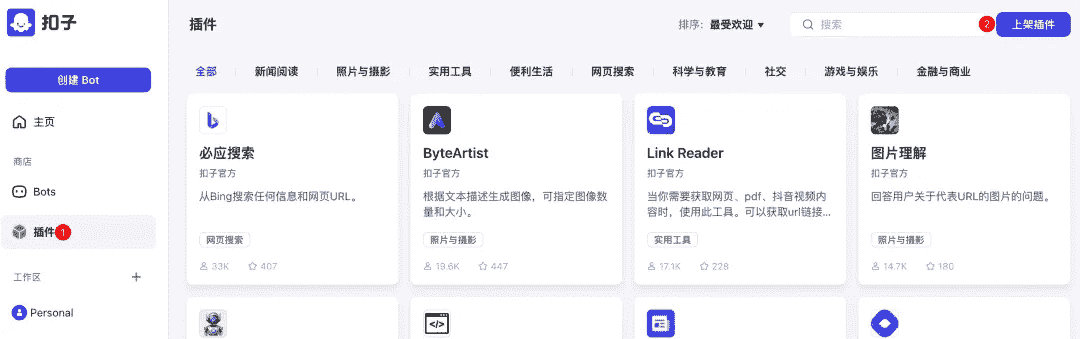 扣子
创建 Bot
主页
商店
Bots
插件 1
工作区
Personal
插件
排序: 最受欢迎
搜索
2
上架插件
全部 新闻阅读 照片与摄影 实用工具 便利生活 网页搜索 科学与教育 社交 游戏与娱乐 金融与商业
必应搜索
扣子官方
从Bing搜索任何信息和网页URL。
网页搜索
33K 407
ByteArtist
扣子官方
根据文本描述生成图像，可指定图像数
量和大小。
照片与摄影
19.6K 447
Link Reader
扣子官方
当你需要获取网页、pdf、抖音视频内
容时，使用此工具。可以获取url链接...
实用工具
17.1K 228
图片理解
扣子官方
回答用户关于代表URL的图片的问题。
照片与摄影
14.7K 180